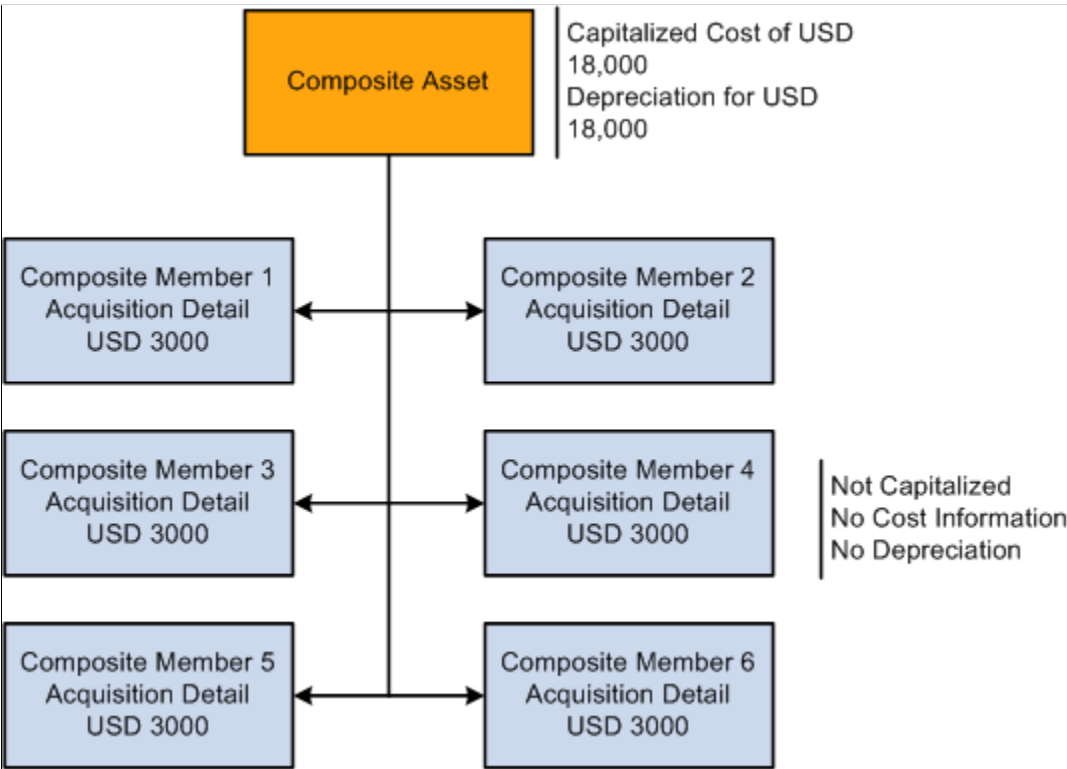 Composite Asset
Capitalized Cost of USD
18,000
Depreciation for USD
18,000
Composite Member 1
Acquisition Detail
USD 3000
Composite Member 2
Acquisition Detail
USD 3000
Composite Member 3
Acquisition Detail
USD 3000
Composite Member 4
Acquisition Detail
USD 3000
Not Capitalized
No Cost Information
No Depreciation
Composite Member 5
Acquisition Detail
USD 3000
Composite Member 6
Acquisition Detail
USD 3000